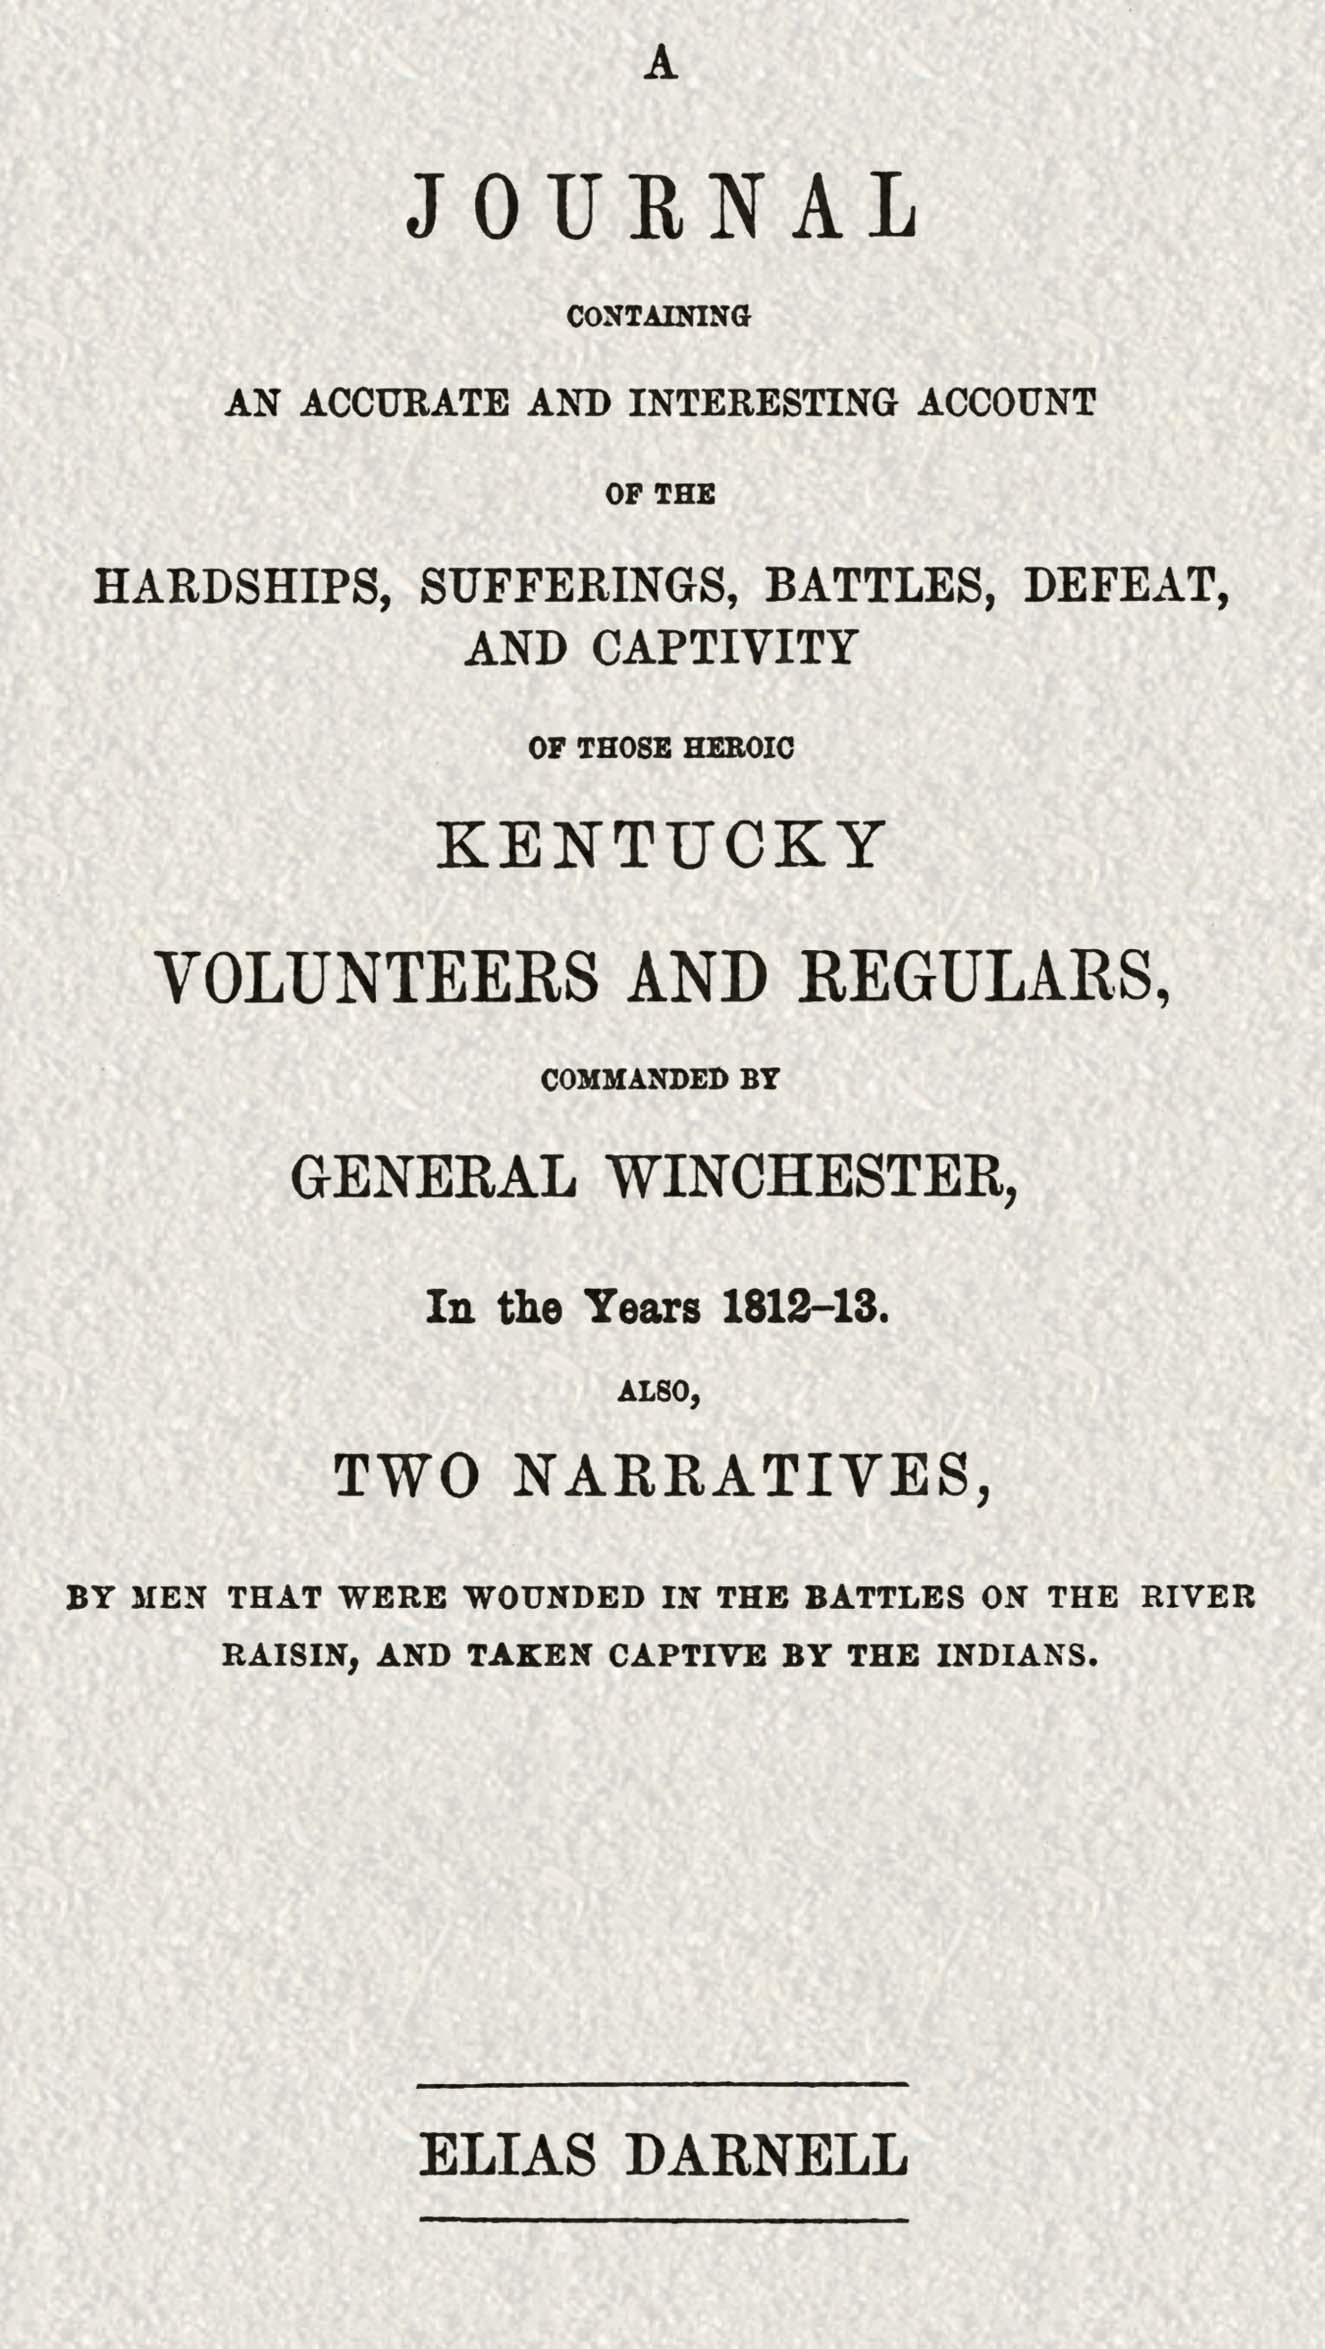 A
JOURNAL
CONTAINING
AN ACCURATE AND INTERESTING ACCOUNT
OF THE
HARDSHIPS, SUFFERINGS, BATTLES, DEFEAT,
AND CAPTIVITY
OF THOSE HEROIC
KENTUCKY
VOLUNTEERS AND REGULARS,
COMMANDED BY
GENERAL WINCHESTER,
In the Years 1812–13.
ALSO,
TWO NARRATIVES,
BY MEN THAT WERE WOUNDED IN THE BATTLES ON THE RIVER
RAISIN, AND TAKEN CAPTIVE BY THE INDIANS.
ELIAS DARNELL